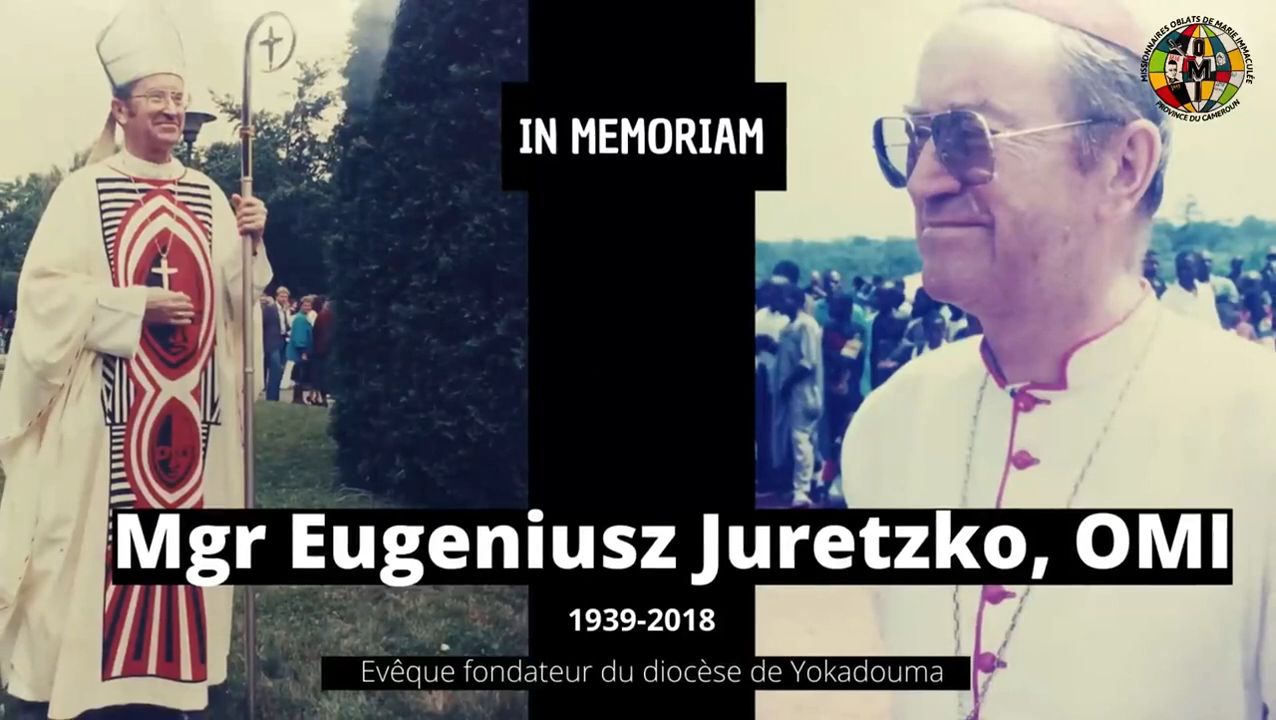 MISSIONNAIRES OBLATS DE MARIE IMMACULÉE
OMI
PROVINCE DU CAMEROUN
IN MEMORIAM
Mgr Eugeniusz Juretzko, OMI
1939-2018
Evêque fondateur du diocèse de Yokadouma